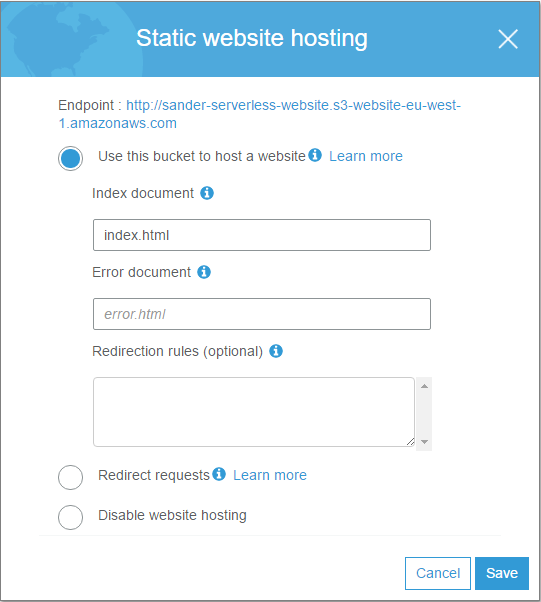 Static website hosting
Endpoint : http://sander-serverless-website.s3-website-eu-west-
1.amazonaws.com
Use this bucket to host a website Learn more
Index document
index.html
Error document
error.html
Redirection rules (optional)
Redirect requests Learn more
Disable website hosting
Cancel Save